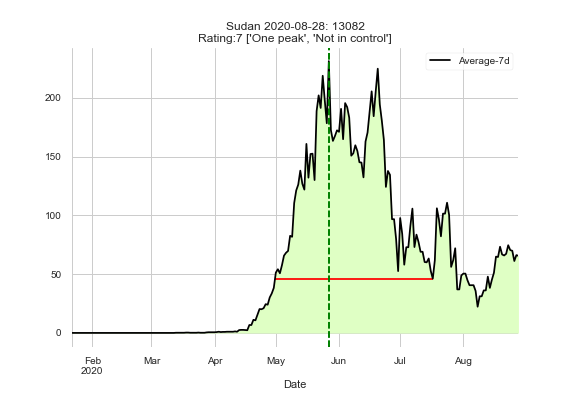 Sudan 2020-08-28: 13082
Rating:7 ['One peak', 'Not in control']
Average-7d
200
150
100
50
0
Feb
2020
Mar
Apr
May
Jun
Jul
Aug
Date